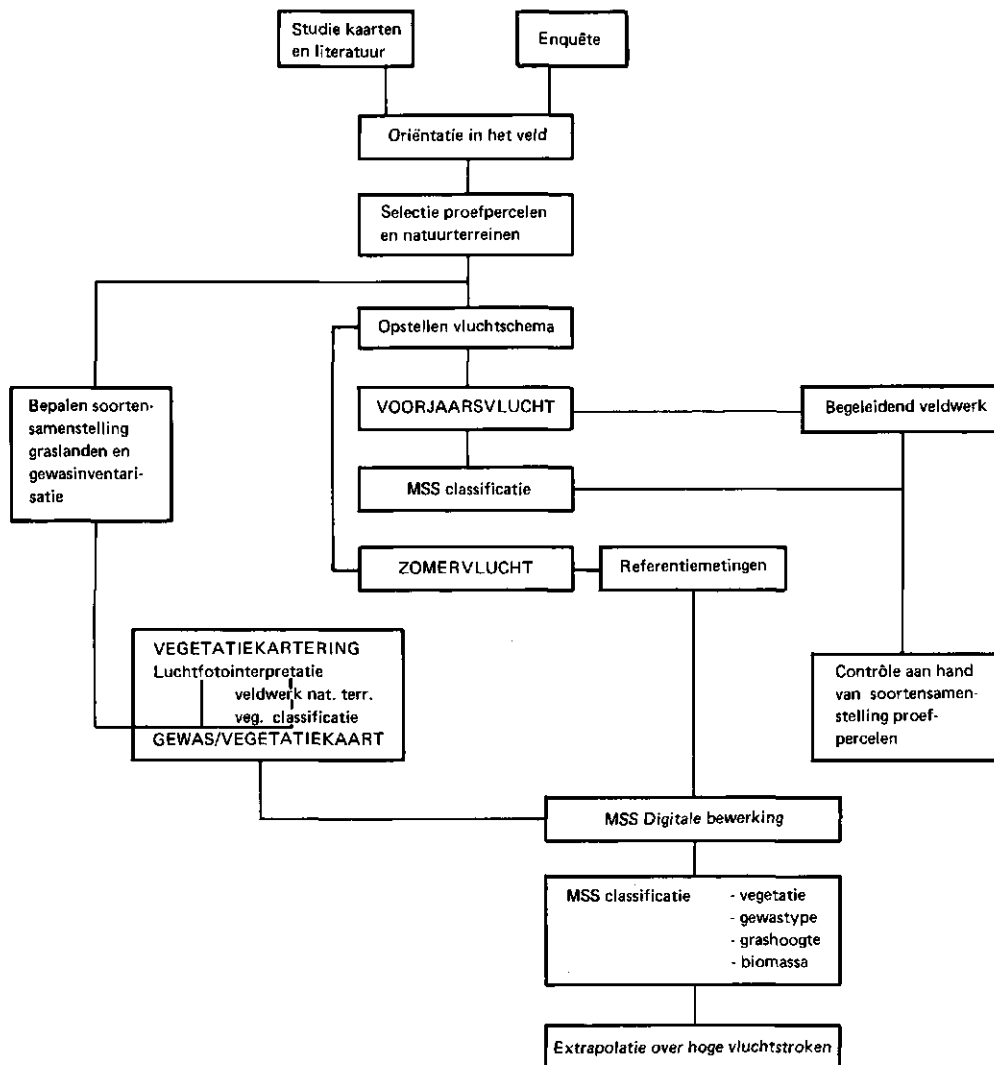 Studie kaarten
en literatuur
Enquête
Oriëntatie in het veld
Selectie proefpercelen
en natuurterreinen
Opstellen vluchtschema
Bepalen soorten-
samenstelling
graslanden en
gewasinventari-
satie
VOORJAARSVLUCHT
Begeleidend veldwerk
MSS classificatie
ZOMERVLUCHT
Referentiemetingen
VEGETATIEKARTERING
Luchtfotointerpretatie
veldwerk nat. terr.
veg. classificatie
GEWAS/VEGETATIEKAART
Contrôle aan hand
van soortensamen-
stelling proef-
percelen
MSS Digitale bewerking
MSS classificatie - vegetatie
- gewastype
- grashoogte
- biomassa
Extrapolatie over hoge vluchtstroken